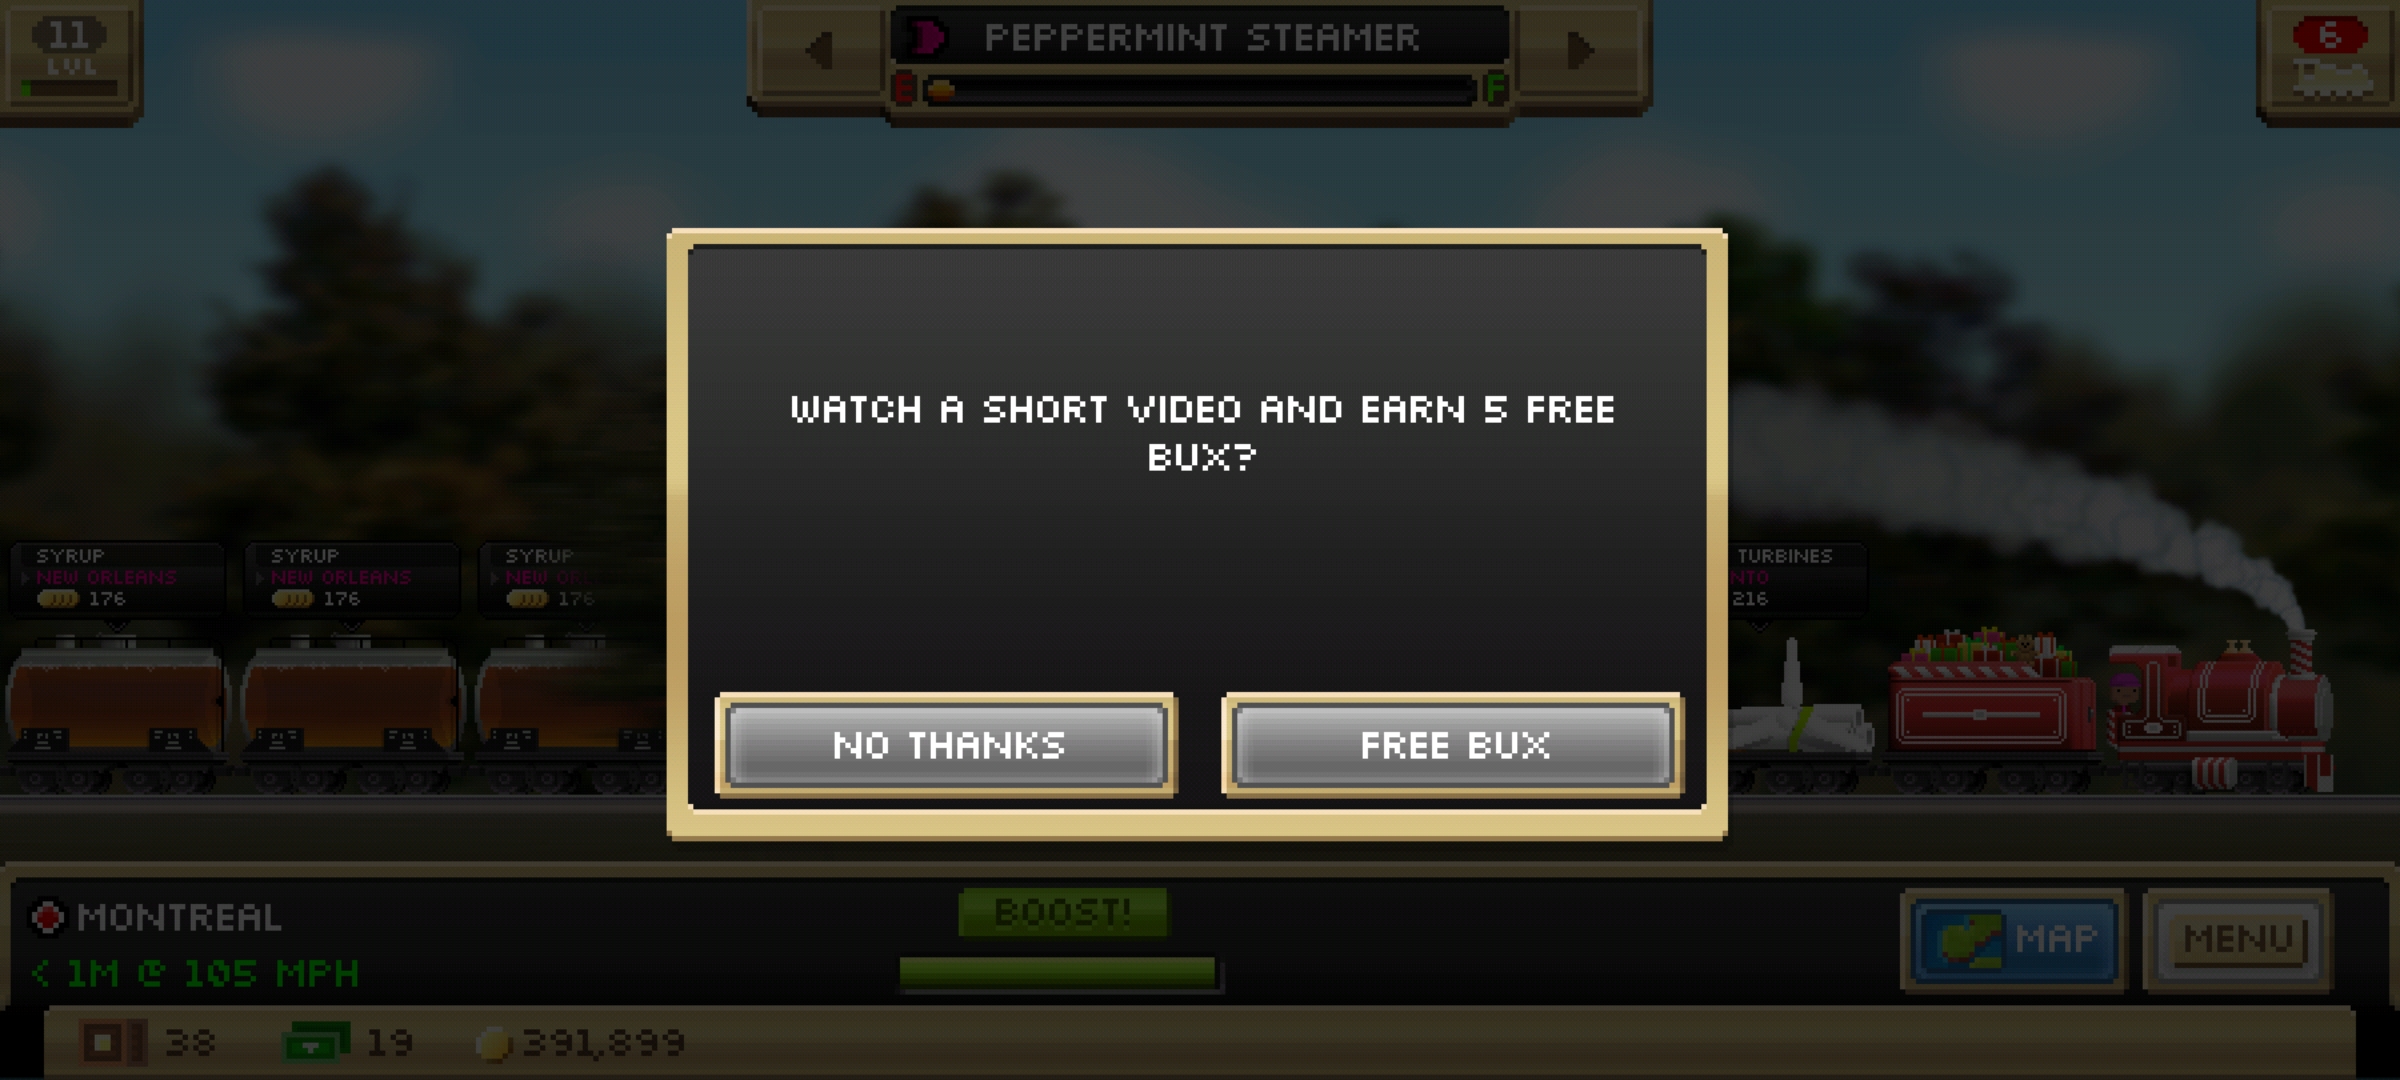 11
LVL
PEPPERMINT STEAMER
E F
6
WATCH A SHORT VIDEO AND EARN 5 FREE
BUX?
SYRUP
NEW ORLEANS
176
SYRUP
NEW ORLEANS
176
SYRUP
NEW OR
176
TURBINES
NTO
216
NO THANKS
FREE BUX
MONTREAL
< 1M @ 105 MPH
BOOST!
MAP
MENU
38
19
391,899